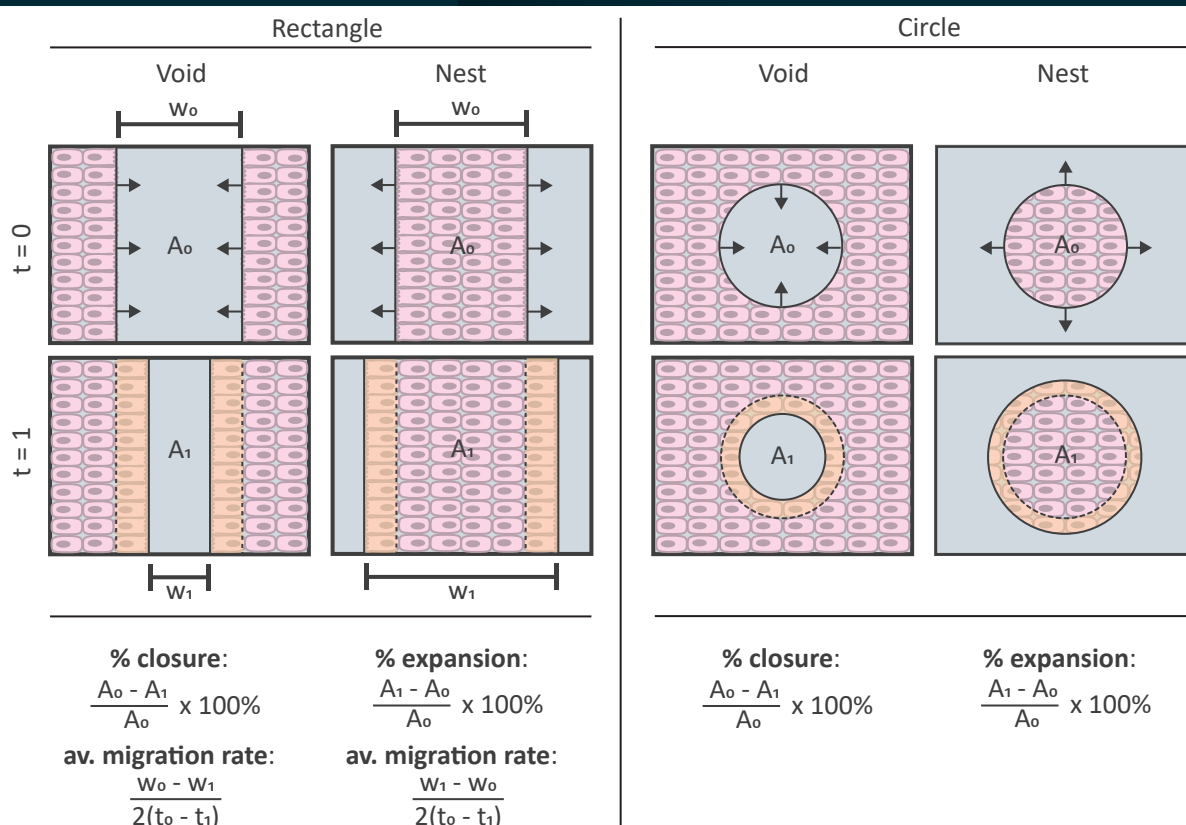 Rectangle
Circle
Void
Nest
Void
Nest
w₀
w₀
t = 0
A₀
A₀
A₀
A₀
t = 1
A₁
A₁
A₁
A₁
w₁
w₁
% closure:
% expansion:
% closure:
% expansion:
A₀ - A₁
A₀
x 100%
A₁ - A₀
A₀
x 100%
A₀ - A₁
A₀
x 100%
A₁ - A₀
A₀
x 100%
av. migration rate:
av. migration rate:
w₀ - w₁
2(t₀ - t₁)
w₁ - w₀
2(t₀ - t₁)